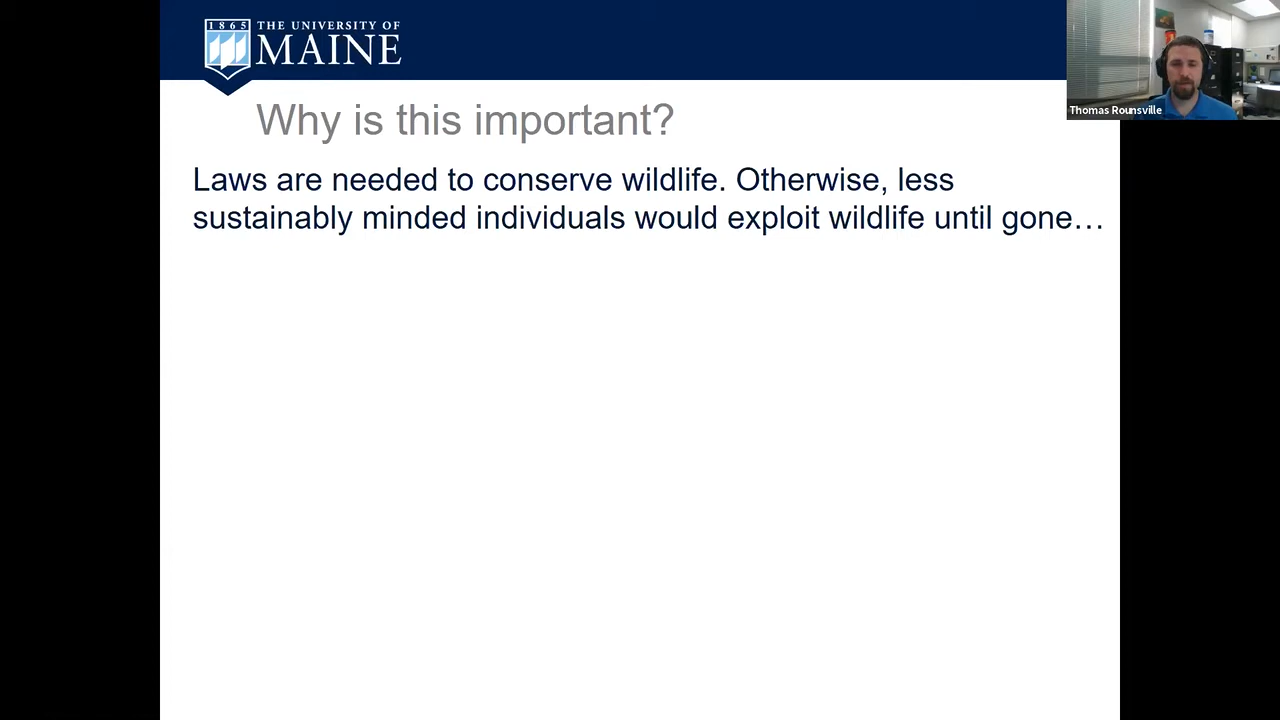 1865
THE UNIVERSITY OF
MAINE
Thomas Rounsville
Why is this important?
Laws are needed to conserve wildlife. Otherwise, less
sustainably minded individuals would exploit wildlife until gone…